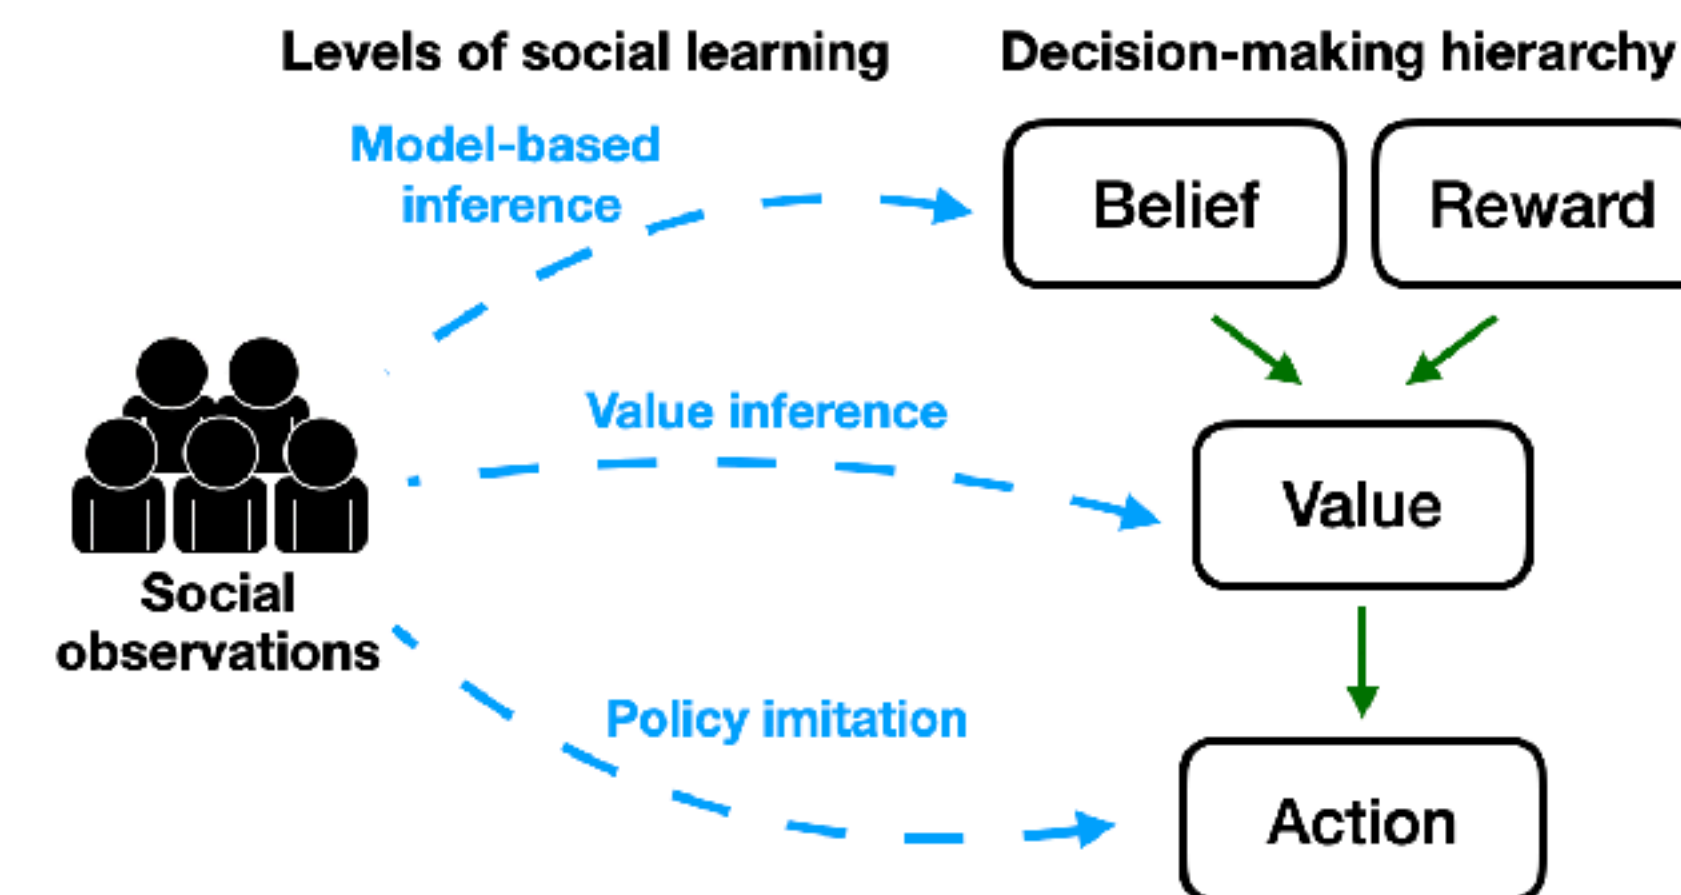 Levels of social learning
Decision-making hierarchy
Model-based
inference
Belief
Reward
Value inference
Value
Social
observations
Policy imitation
Action